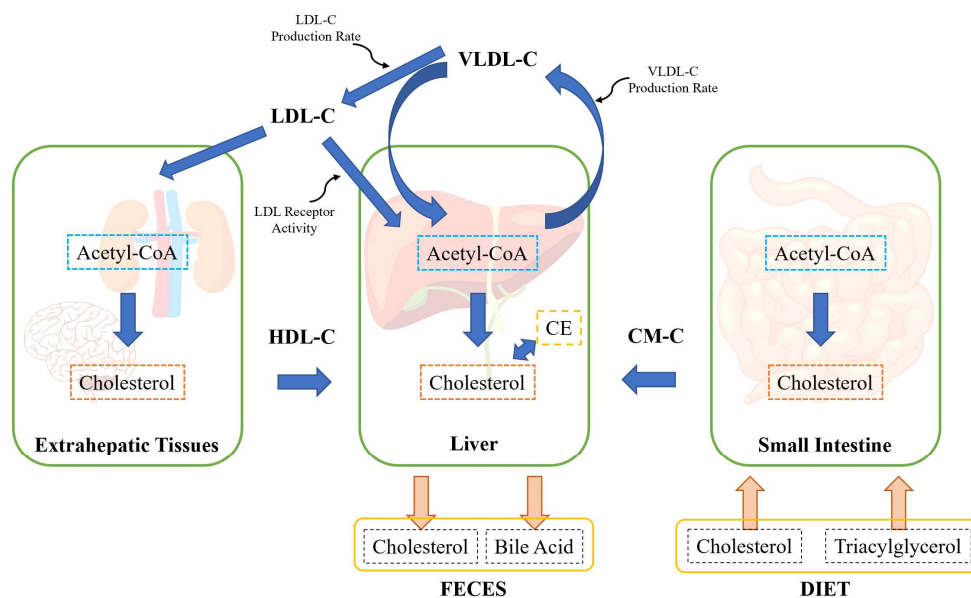 LDL-C
Production Rate
VLDL-C
VLDL-C
Production Rate
LDL-C
LDL Receptor
Activity
Acetyl-CoA
Acetyl-CoA
Acetyl-CoA
CE
HDL-C
CM-C
Cholesterol
Cholesterol
Cholesterol
Extrahepatic Tissues
Liver
Small Intestine
Cholesterol
Bile Acid
Cholesterol
Triacylglycerol
FECES
DIET